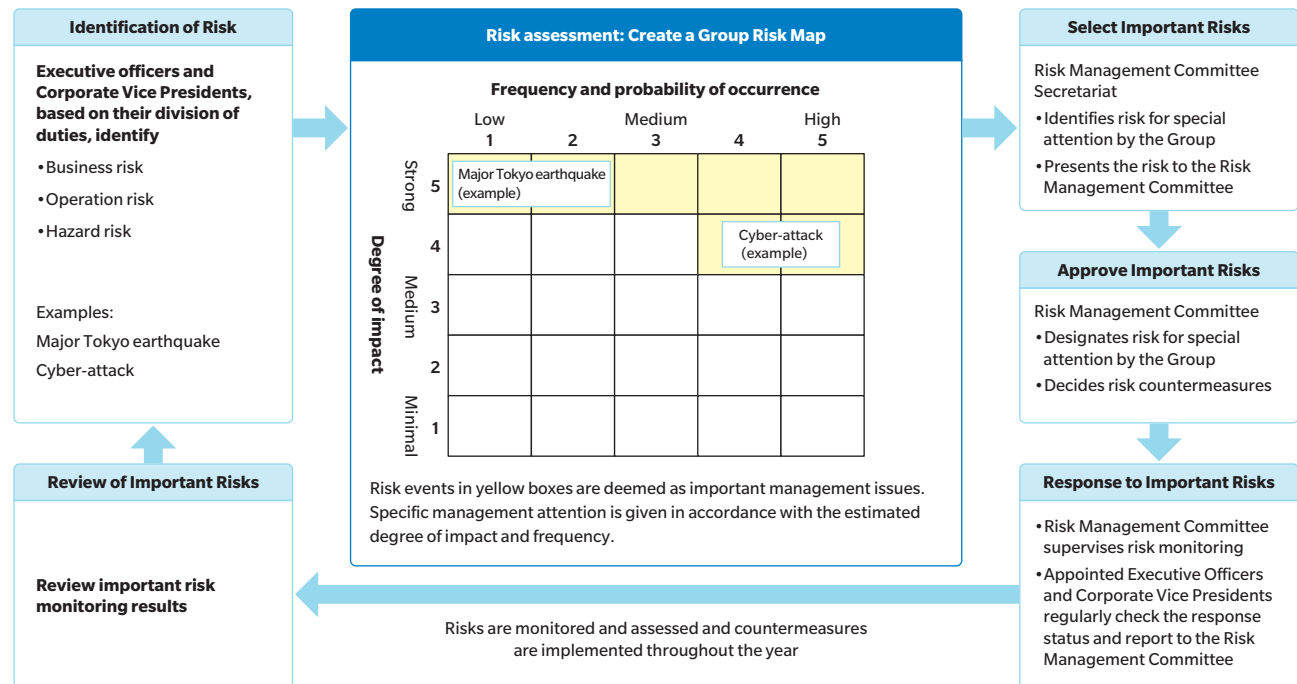 Identification of Risk
Executive officers and
Corporate Vice Presidents,
based on their division of
duties, identify
•Business risk
•Operation risk
•Hazard risk
Examples:
Major Tokyo earthquake
Cyber-attack
Risk assessment: Create a Group Risk Map
Frequency and probability of occurrence
Low Medium High
1 2 3 4 5
Degree of impact
Strong
Medium
Minimal
5
4
3
2
1
Major Tokyo earthquake
(example)
Cyber-attack
(example)
Risk events in yellow boxes are deemed as important management issues.
Specific management attention is given in accordance with the estimated
degree of impact and frequency.
Select Important Risks
Risk Management Committee
Secretariat
•Identifies risk for special
attention by the Group
•Presents the risk to the Risk
Management Committee
Approve Important Risks
Risk Management Committee
•Designates risk for special
attention by the Group
•Decides risk countermeasures
Response to Important Risks
•Risk Management Committee
supervises risk monitoring
•Appointed Executive Officers
and Corporate Vice Presidents
regularly check the response
status and report to the Risk
Management Committee
Risks are monitored and assessed and countermeasures
are implemented throughout the year
Review of Important Risks
Review important risk
monitoring results